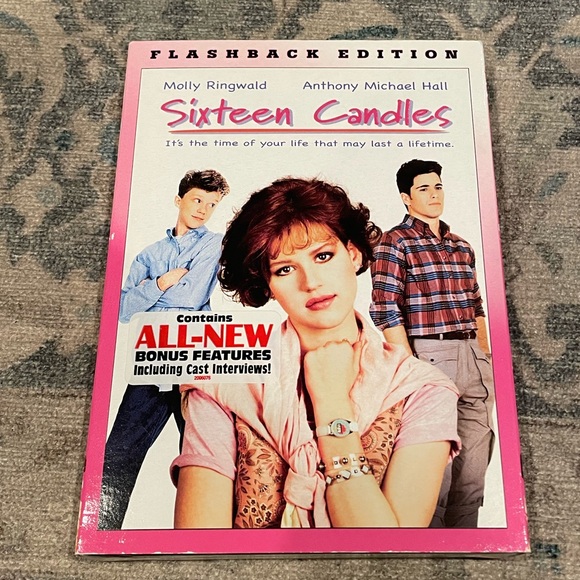 FLASHBACK EDITION
Molly Ringwald Anthony Michael Hall
Sixteen Candles
It's the time of your life that may last a lifetime.
Contains
ALL-NEW
BONUS FEATURES
Including Cast Interviews!